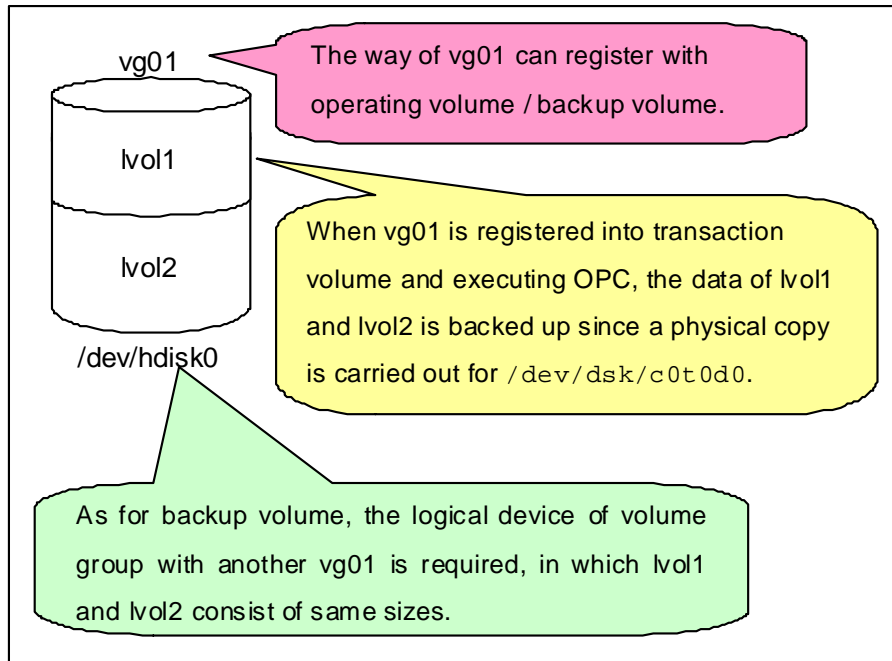 vg01
The way of vg01 can register with
operating volume / backup volume.
lvol1
lvol2
/dev/hdisk0
When vg01 is registered into transaction
volume and executing OPC, the data of lvol1
and lvol2 is backed up since a physical copy
is carried out for /dev/dsk/c0t0d0.
As for backup volume, the logical device of volume
group with another vg01 is required, in which lvol1
and lvol2 consist of same sizes.